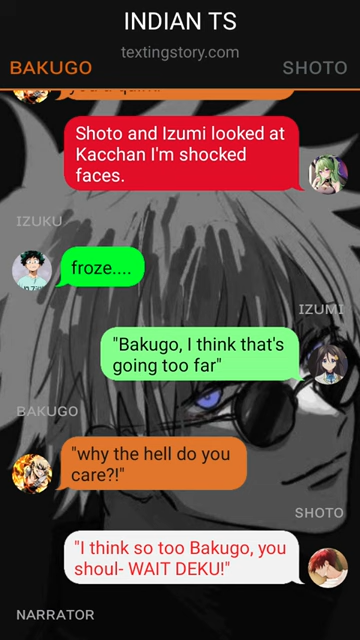 INDIAN TS
textingstory.com
BAKUGO
SHOTO
Shoto and Izumi looked at
Kacchan I'm shocked
faces.
IZUKU
froze....
IZUMI
"Bakugo, I think that's
going too far"
BAKUGO
"why the hell do you
care?!"
SHOTO
"I think so too Bakugo, you
shoul- WAIT DEKU!"
NARRATOR